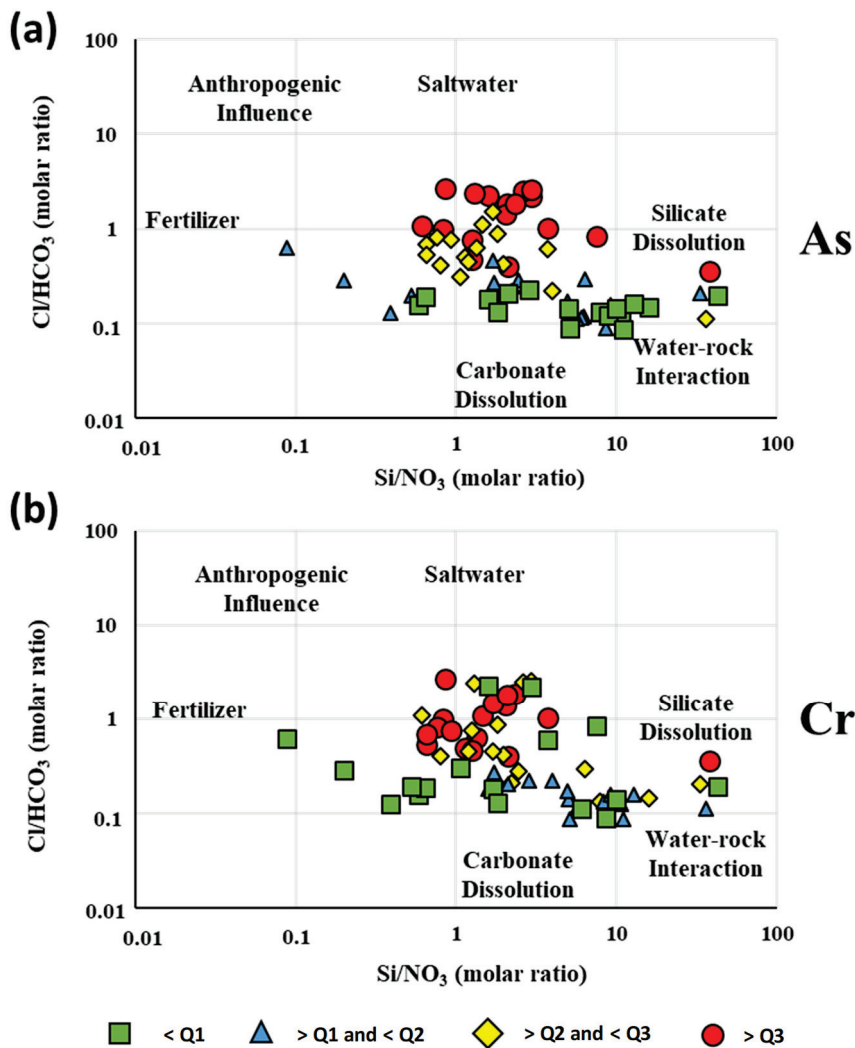 (a)
100
10
1
0.1
0.01
Cl/HCO₃ (molar ratio)
Anthropogenic
Influence
Saltwater
Fertilizer
Silicate
Dissolution
Carbonate
Dissolution
Water-rock
Interaction
As
0.01
0.1
1
10
100
Si/NO₃ (molar ratio)
(b)
100
10
1
0.1
0.01
Cl/HCO₃ (molar ratio)
Anthropogenic
Influence
Saltwater
Fertilizer
Silicate
Dissolution
Carbonate
Dissolution
Water-rock
Interaction
Cr
0.01
0.1
1
10
100
Si/NO₃ (molar ratio)
< Q1
> Q1 and < Q2
> Q2 and < Q3
> Q3